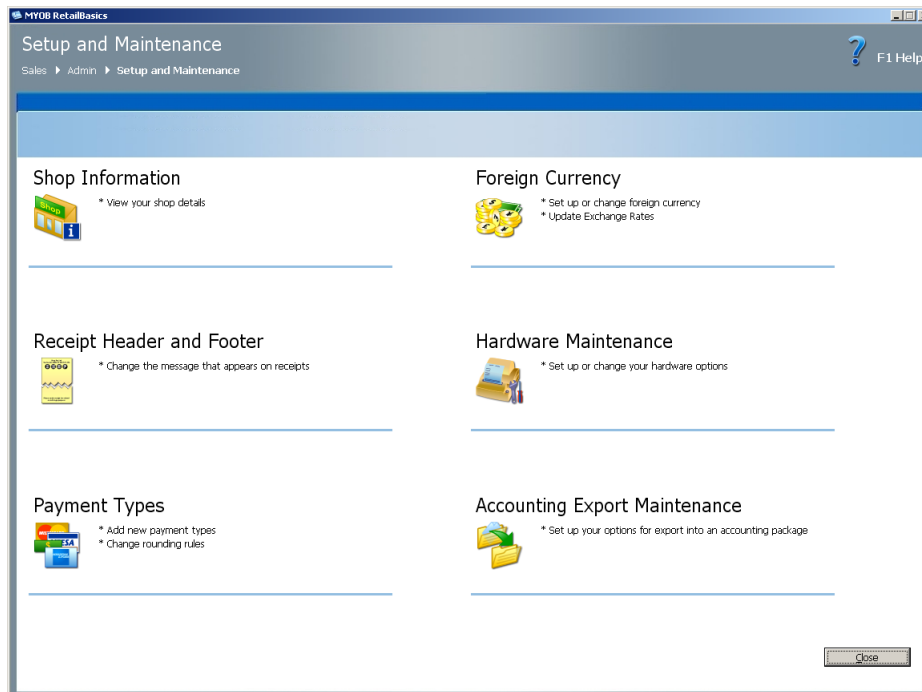 MYOB RetailBasics
Setup and Maintenance
F1 Help
Sales Admin Setup and Maintenance
Shop Information
Shop
* View your shop details
Foreign Currency
* Set up or change foreign currency
* Update Exchange Rates
Receipt Header and Footer
* Change the message that appears on receipts
Hardware Maintenance
* Set up or change your hardware options
Payment Types
* Add new payment types
* Change rounding rules
Accounting Export Maintenance
* Set up your options for export into an accounting package
Close